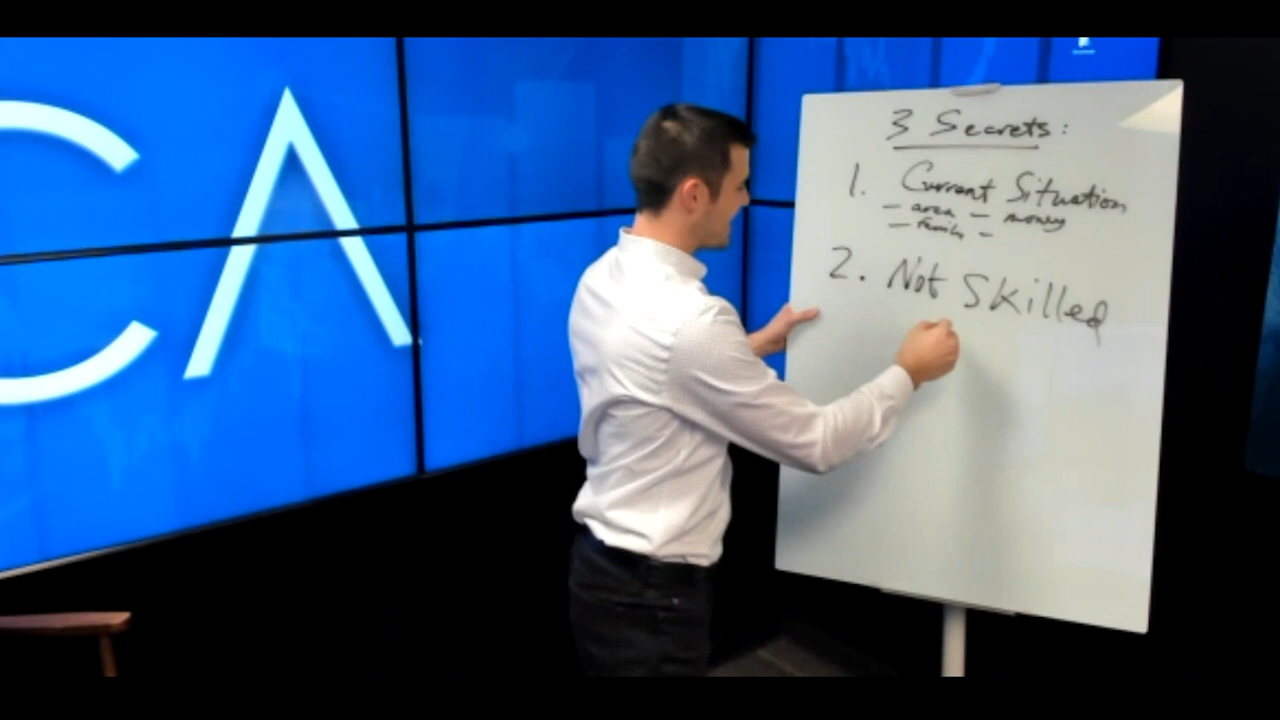 CA
3 Secrets:
1. Current Situation
- area - money
- family -
2. Not Skilled